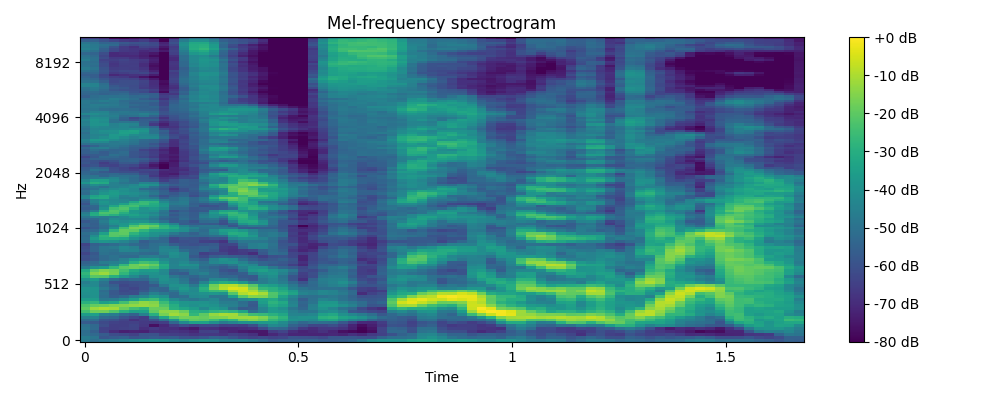 Mel-frequency spectrogram
Hz
8192
4096
2048
1024
512
0
0
0.5
1
1.5
Time
+0 dB
-10 dB
-20 dB
-30 dB
-40 dB
-50 dB
-60 dB
-70 dB
-80 dB